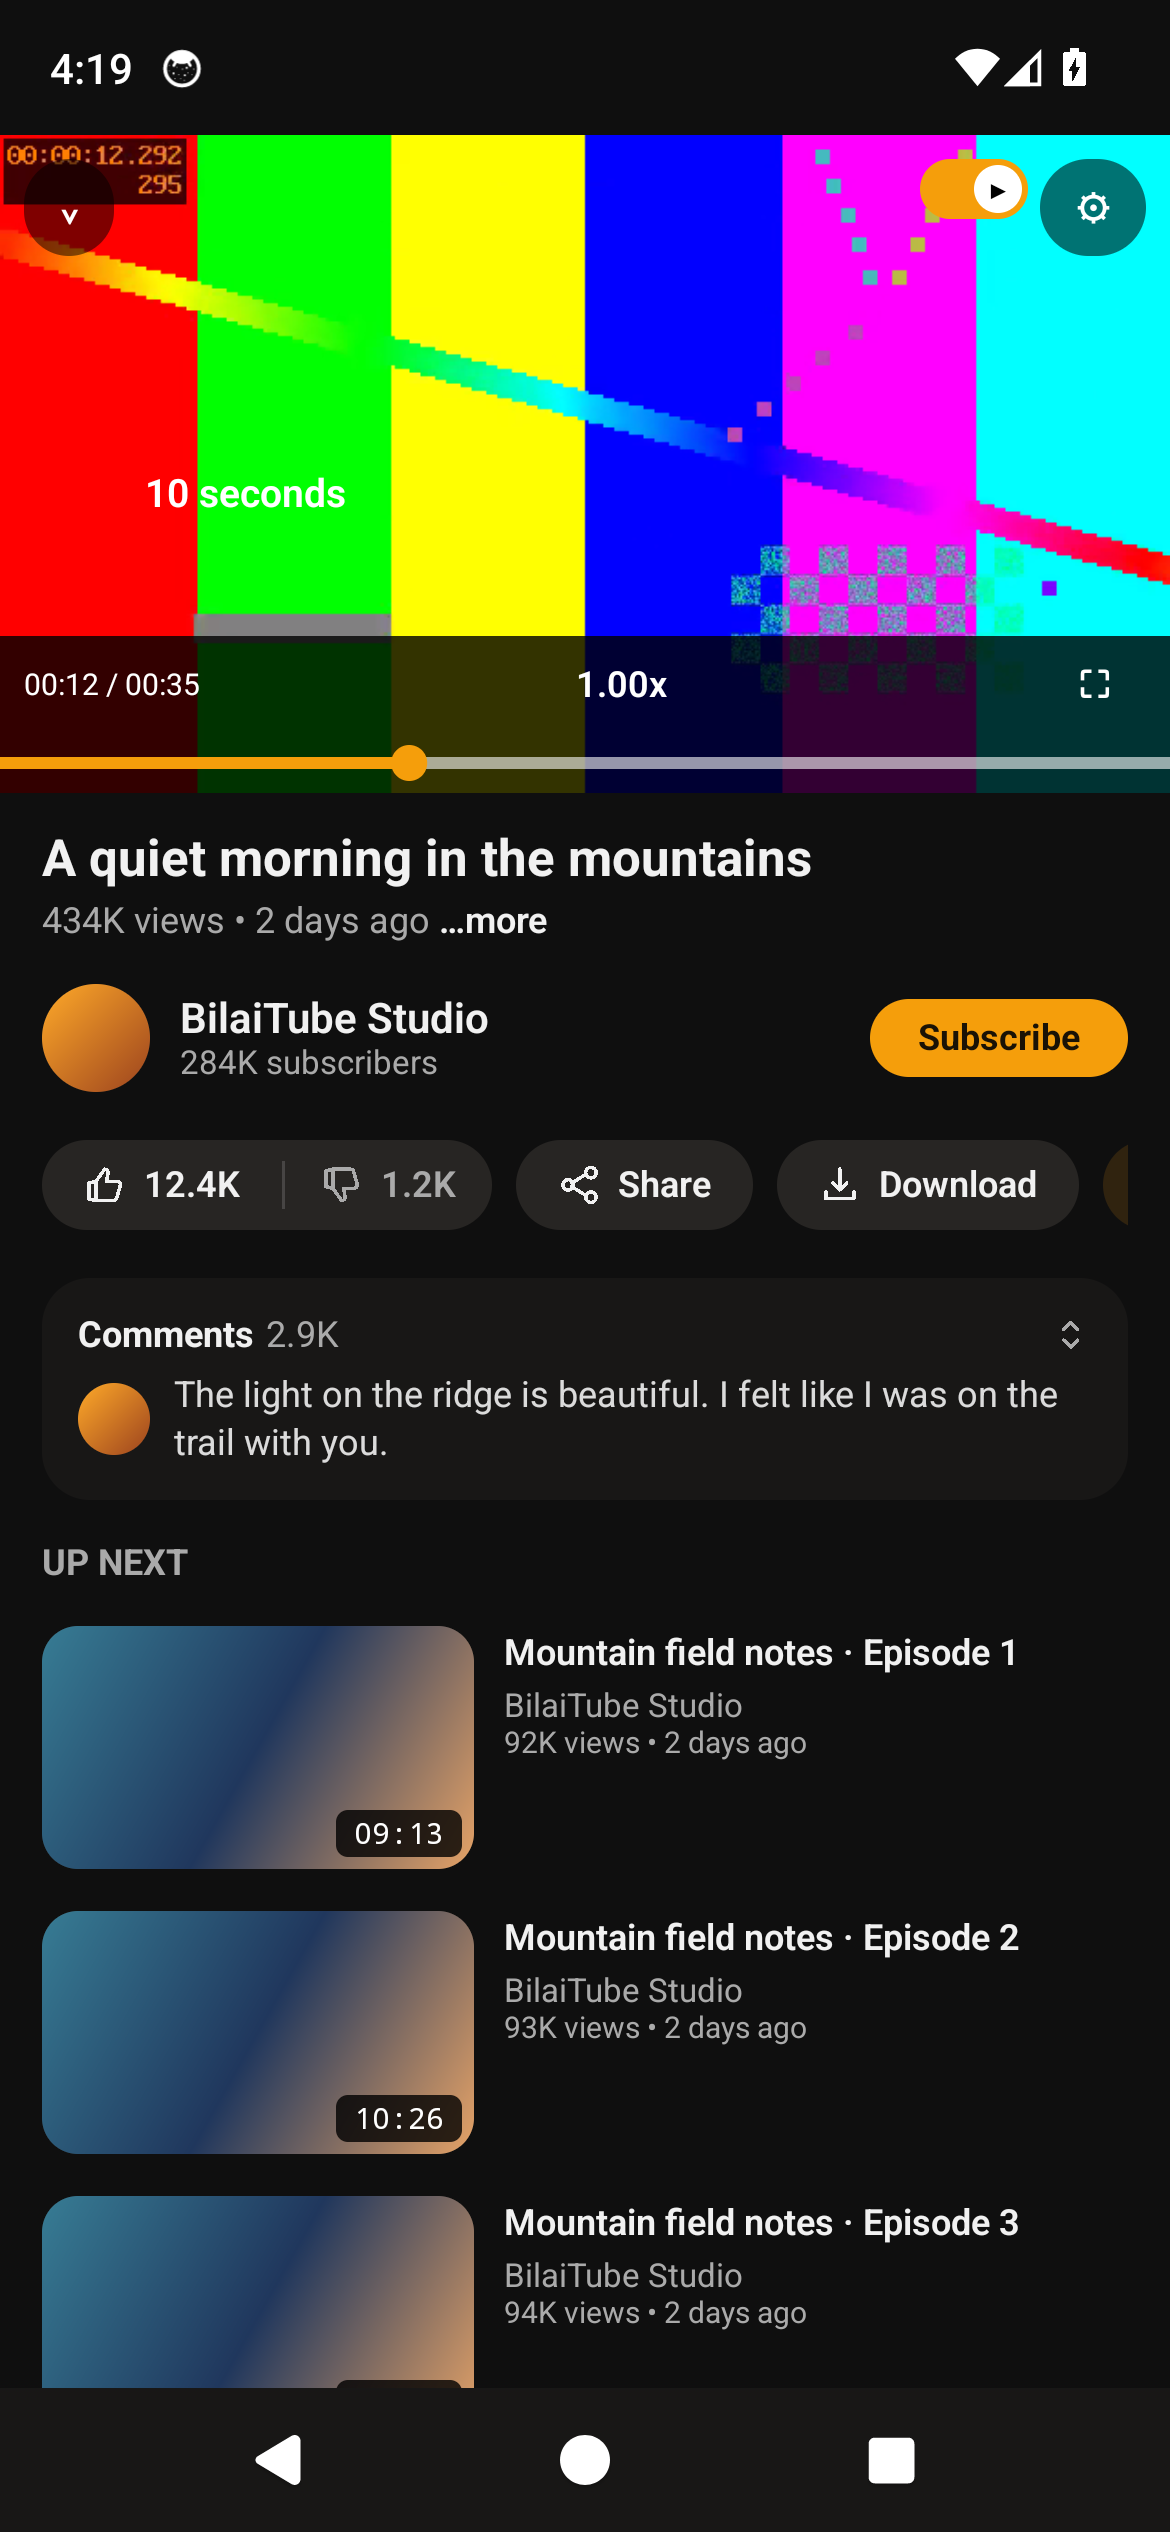 4:19
00:00:12.292
295
10 seconds
00:12 / 00:35
1.00x
A quiet morning in the mountains
434K views • 2 days ago ...more
BilaiTube Studio
284K subscribers
Subscribe
12.4K
1.2K
Share
Download
Comments 2.9K
The light on the ridge is beautiful. I felt like I was on the
trail with you.
UP NEXT
Mountain field notes · Episode 1
BilaiTube Studio
92K views • 2 days ago
09:13
Mountain field notes · Episode 2
BilaiTube Studio
93K views • 2 days ago
10:26
Mountain field notes · Episode 3
BilaiTube Studio
94K views • 2 days ago